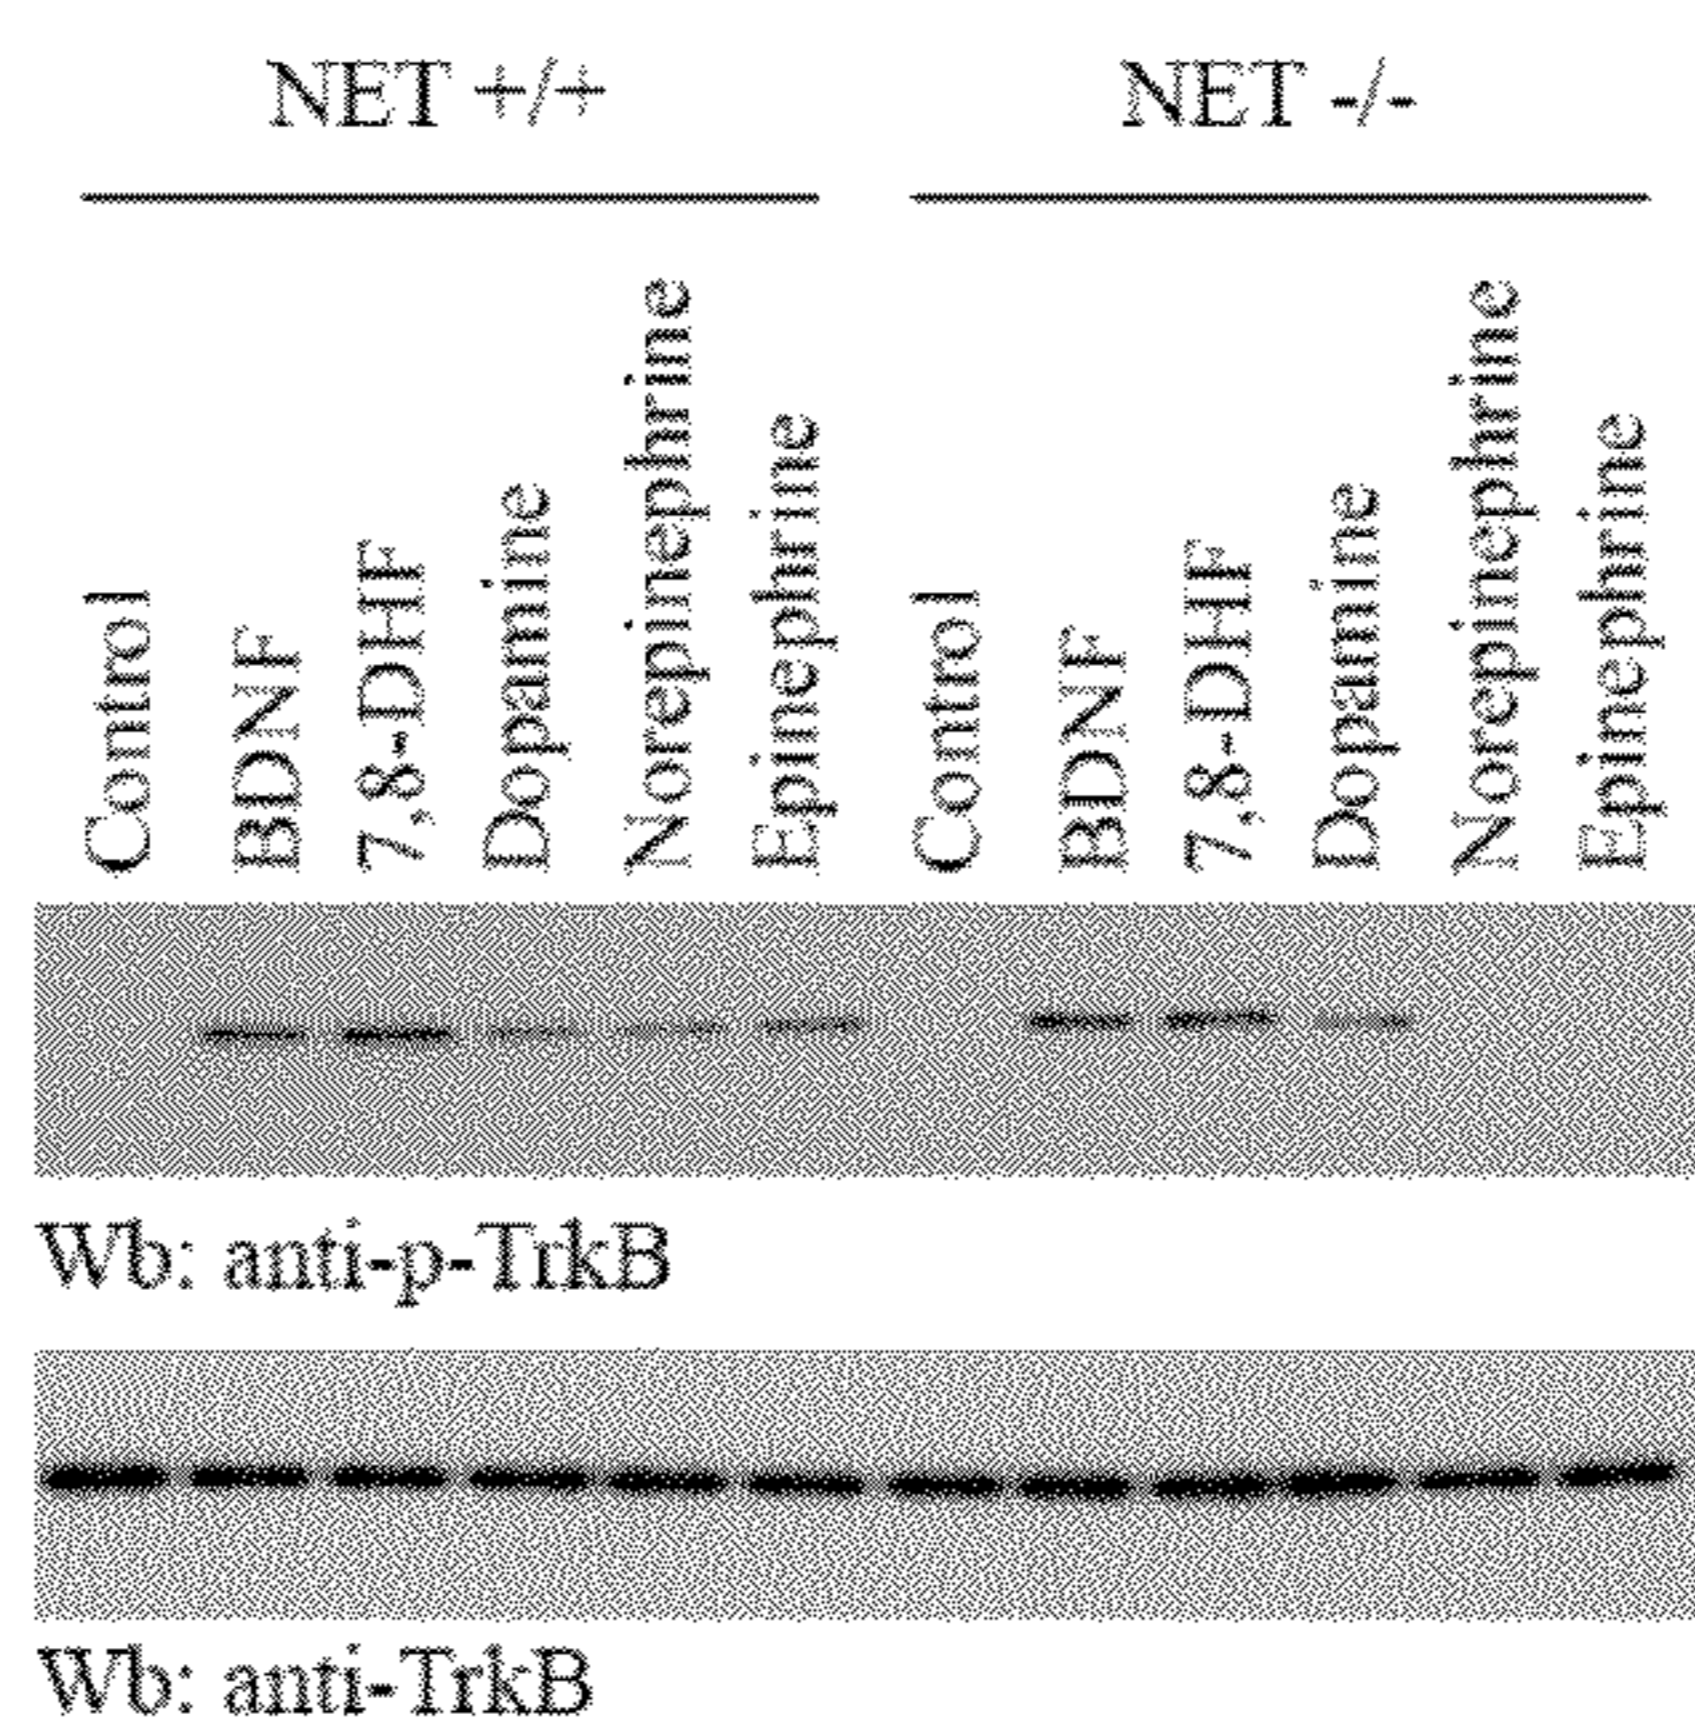 NET +/+ NET -/-
Control BDNF 7,8-DHF Dopamine Norepinephrine Epinephrine Control BDNF 7,8-DHF Dopamine Norepinephrine Epinephrine
Wb: anti-p-TrkB
Wb: anti-TrkB